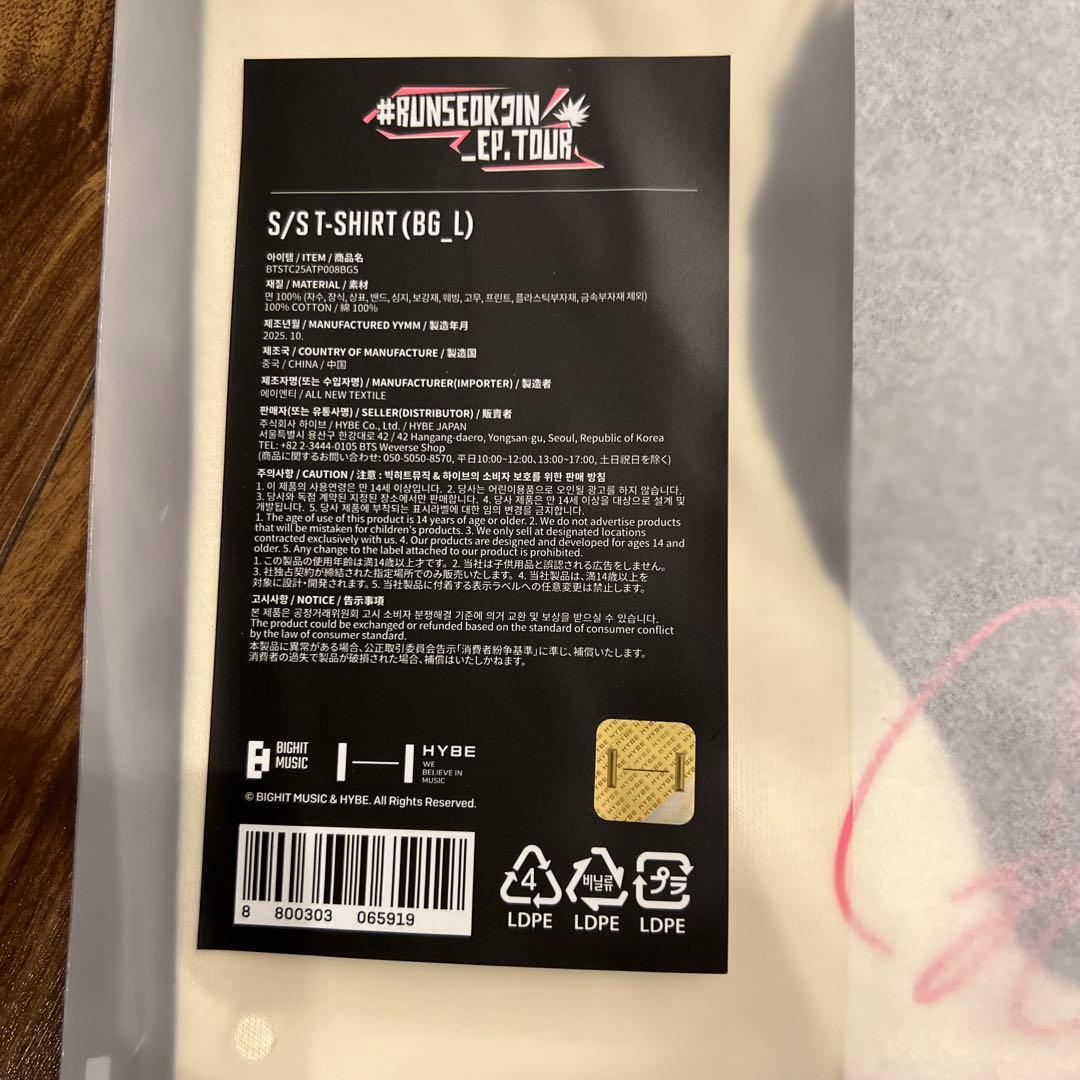 #RUNSEOKJIN
_EP.TOUR
S/S T-SHIRT (BG_L)
아이템 / ITEM / 商品名
BTSTC25ATP008BG5
재질 / MATERIAL / 素材
면 100% (자수, 장식, 상표, 밴드, 심지, 보강재, 웨빙, 고무, 프린트, 플라스틱부자재, 금속부자재 제외)
100% COTTON / 綿 100%
제조년월 / MANUFACTURED YYMM / 製造年月
2025. 10.
제조국 / COUNTRY OF MANUFACTURE / 製造国
중국 / CHINA / 中国
제조자명(또는 수입자명) / MANUFACTURER(IMPORTER) / 製造者
에이엔티 / ALL NEW TEXTILE
판매자(또는 유통사명) / SELLER(DISTRIBUTOR) / 販売者
주식회사 하이브 / HYBE Co., Ltd. / HYBE JAPAN
서울특별시 용산구 한강대로 42 / 42 Hangang-daero, Yongsan-gu, Seoul, Republic of Korea
TEL: +82 2-3444-0105 BTS Weverse Shop
(商品に関するお問い合わせ: 050-5050-8570, 平日10:00~12:00, 13:00~17:00, 土日祝日を除く)
주의사항 / CAUTION / 注意 : 빅히트뮤직 & 하이브의 소비자 보호를 위한 판매 방침
1. 이 제품의 사용연령은 만 14세 이상입니다. 2. 당사는 어린이용품으로 오인될 광고를 하지 않습니다.
3. 당사와 독점 계약된 지정된 장소에서만 판매합니다. 4. 당사 제품은 만 14세 이상을 대상으로 설계 및
개발됩니다. 5. 당사 제품에 부착되는 표시라벨에 대한 임의 변경을 금지합니다.
1. The age of use of this product is 14 years of age or older. 2. We do not advertise products
that will be mistaken for children's products. 3. We only sell at designated locations
contracted exclusively with us. 4. Our products are designed and developed for ages 14 and
older. 5. Any change to the label attached to our product is prohibited.
1. この製品の使用年齢は満14歳以上才です。2. 当社は子供用品と誤認される広告をしません。
3. 社独占契約が締結された指定場所でのみ販売いたします。4. 当社製品は、満14歳以上を
対象に設計・開発されます。5. 当社製品に付着する表示ラベルへの任意変更は禁止します。
고시사항 / NOTICE / 告示事項
본 제품은 공정거래위원회 고시 소비자 분쟁해결 기준에 의거 교환 및 보상을 받으실 수 있습니다.
The product could be exchanged or refunded based on the standard of consumer conflict
by the law of consumer standard.
本製品に異常がある場合、公正取引委員会告示「消費者紛争基準」に準じ、補償いたします。
消費者の過失で製品が破損された場合、補償はいたしかねます。
BIGHIT
MUSIC
HYBE
WE
BELIEVE IN
MUSIC
© BIGHIT MUSIC & HYBE. All Rights Reserved.
8 800303 065919
4
LDPE
비닐류
LDPE
プラ
LDPE